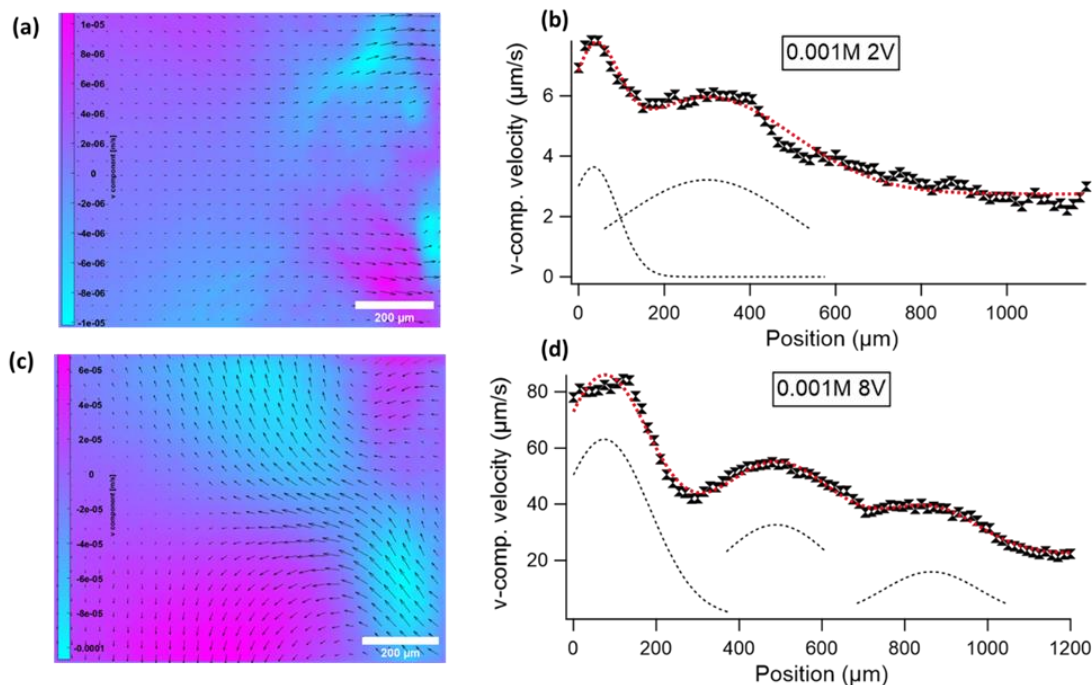 (a)
1e-05
8e-06
6e-06
4e-06
2e-06
0
-2e-06
-4e-06
-6e-06
-8e-06
-1e-05
v component [m/s]
200 µm
(b)
0.001M 2V
v-comp. velocity (µm/s)
6
4
2
0
0 200 400 600 800 1000
Position (µm)
(c)
6e-05
4e-05
2e-05
0
-2e-05
-4e-05
-6e-05
-8e-05
-0.0001
v component [m/s]
200 µm
(d)
0.001M 8V
v-comp. velocity (µm/s)
80
60
40
20
0 200 400 600 800 1000 1200
Position (µm)